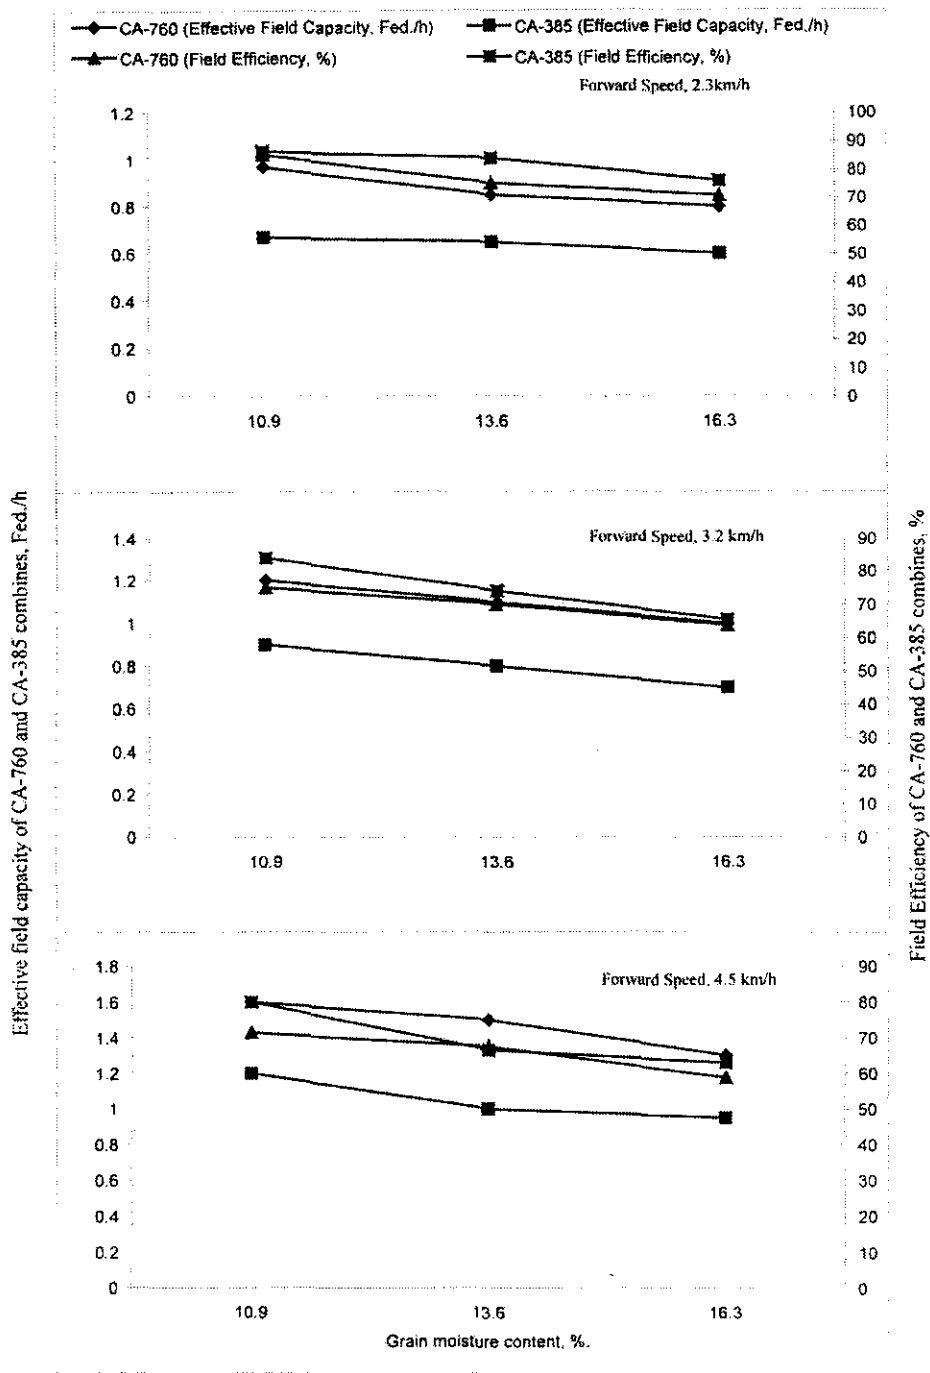 CA-760 (Effective Field Capacity, Fed./h) CA-385 (Effective Field Capacity, Fed./h)
CA-760 (Field Efficiency, %) CA-385 (Field Efficiency, %)
Forward Speed, 2.3km/h
1.2 100
90
1 80
0.8 70
60
0.6 50
0.4 40
30
0.2 20
10
0 0
10.9 13.6 16.3
Effective field capacity of CA-760 and CA-385 combines, Fed./h
Field Efficiency of CA-760 and CA-385 combines, %
Forward Speed, 3.2 km/h
1.4 90
80
1.2 70
1 60
0.8 50
0.6 40
30
0.4 20
0.2 10
0 0
10.9 13.6 16.3
Forward Speed, 4.5 km/h
1.8 90
1.6 80
1.4 70
1.2 60
1 50
0.8 40
0.6 30
0.4 20
0.2 10
0 0
10.9 13.6 16.3
Grain moisture content, %.